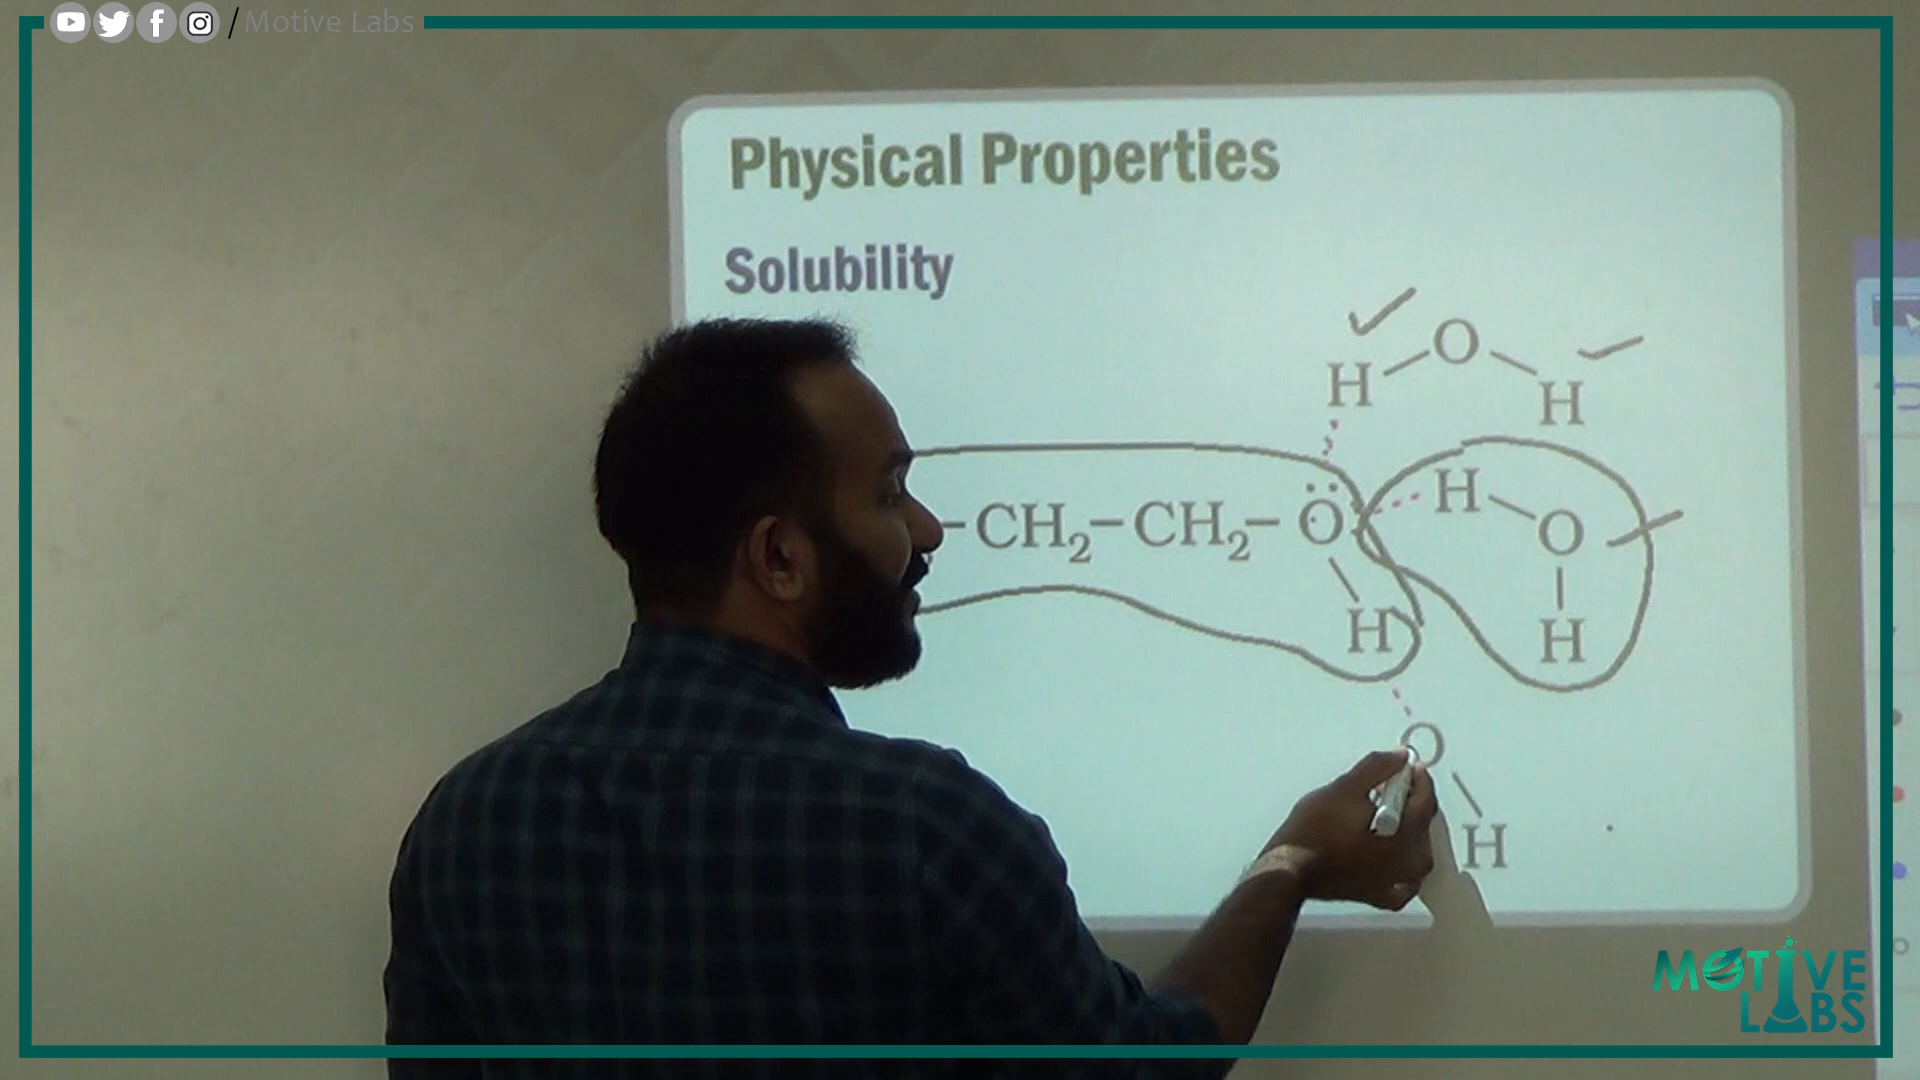 / Motive Labs
Physical Properties
Solubility
H O H
-CH₂-CH₂-O H O
H H
O
H
MOTIVE
LABS